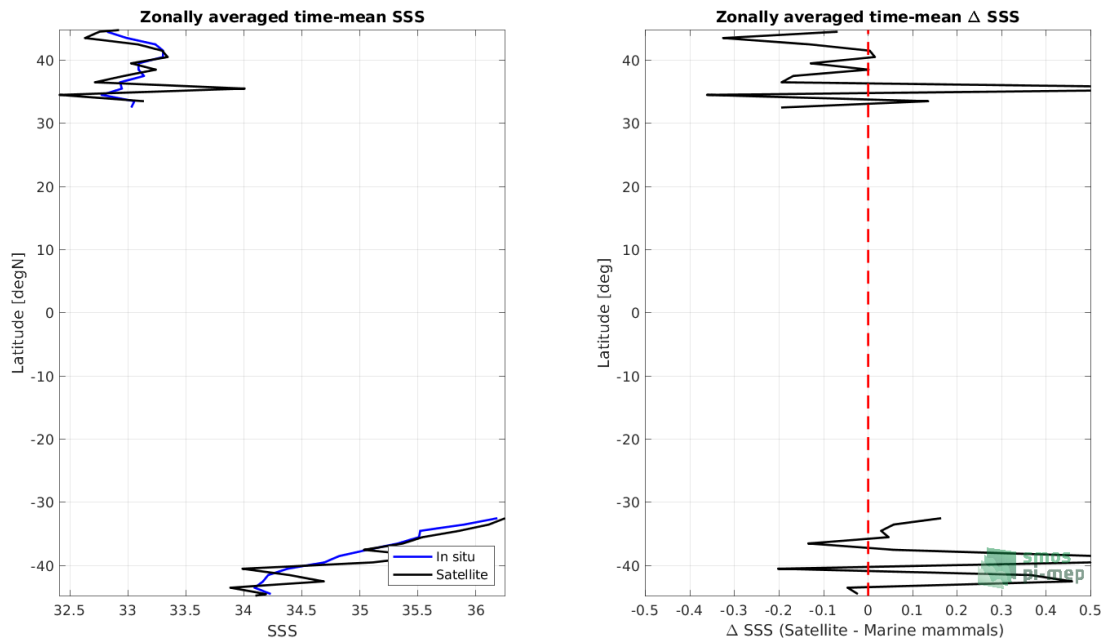 Zonally averaged time-mean SSS
40
30
20
10
0
-10
-20
-30
-40
Latitude [degN]
32.5 33 33.5 34 34.5 35 35.5 36
SSS
In situ
Satellite
Zonally averaged time-mean Δ SSS
40
30
20
10
0
-10
-20
-30
-40
Latitude [deg]
-0.5 -0.4 -0.3 -0.2 -0.1 0 0.1 0.2 0.3 0.4 0.5
Δ SSS (Satellite - Marine mammals)
smos
pi-mep